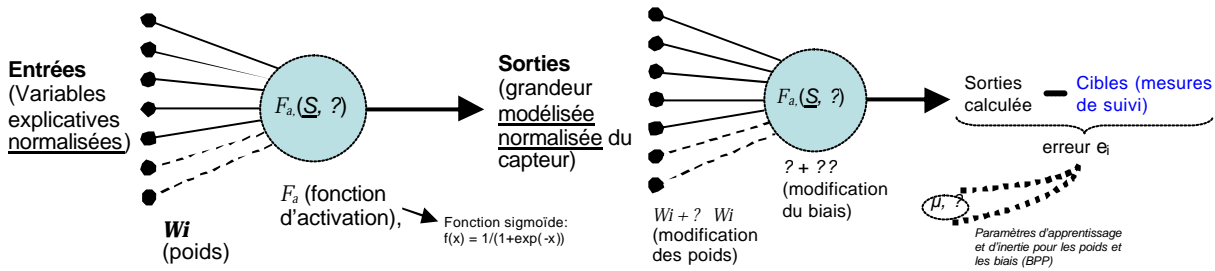 Entrées
(Variables
explicatives
normalisées)
Wi
(poids)
Fa,(S, ?)
Fa (fonction
d'activation),
Fonction sigmoïde:
f(x) = 1/(1+exp(-x))
Sorties
(grandeur
modélisée
normalisée du
capteur)
Wi + ? Wi
(modification
des poids)
Fa,(S, ?)
? + ??
(modification
du biais)
Sorties
calculée
Cibles (mesures
de suivi)
erreur ei
µ, ?
Paramètres d'apprentissage
et d'inertie pour les poids et
les biais (BPP)